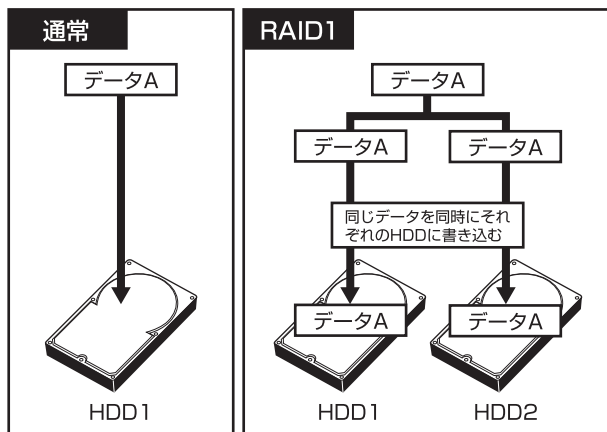 通常
データA
HDD1
RAID1
データA
データA
データA
同じデータを同時にそれ
ぞれのHDDに書き込む
データA
データA
HDD1
HDD2